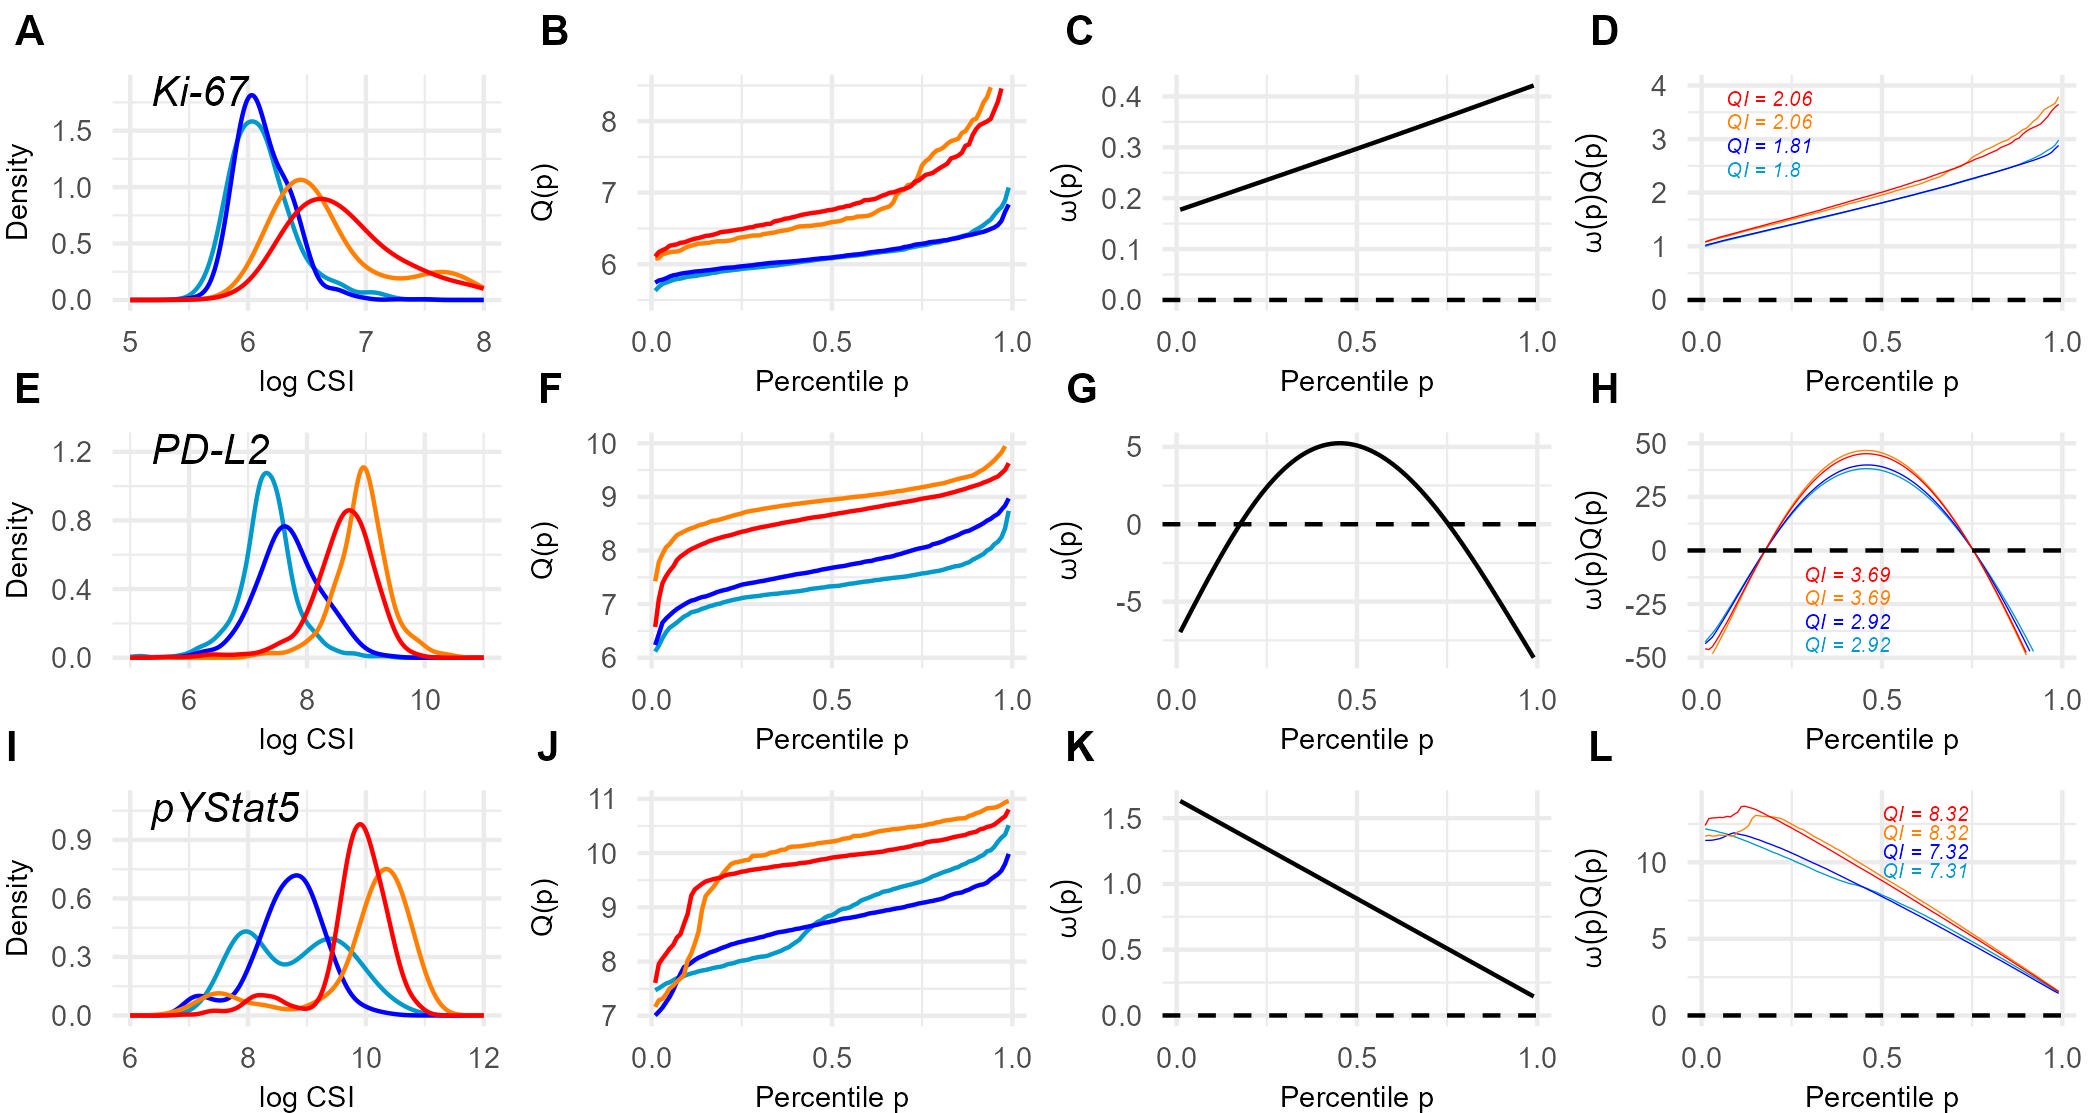 A
Ki-67
Density
1.5
1.0
0.5
0.0
5 6 7 8
log CSI
B
Q(p)
8
7
6
0.0 0.5 1.0
Percentile p
C
ω(p)
0.4
0.3
0.2
0.1
0.0
0.0 0.5 1.0
Percentile p
D
ω(p)Q(p)
4
3
2
1
0
QI = 2.06
QI = 2.06
QI = 1.81
QI = 1.8
0.0 0.5 1.0
Percentile p
E
PD-L2
Density
1.2
0.8
0.4
0.0
6 8 10
log CSI
F
Q(p)
10
9
8
7
6
0.0 0.5 1.0
Percentile p
G
ω(p)
5
0
-5
0.0 0.5 1.0
Percentile p
H
ω(p)Q(p)
50
25
0
-25
-50
QI = 3.69
QI = 3.69
QI = 2.92
QI = 2.92
0.0 0.5 1.0
Percentile p
I
pYStat5
Density
0.9
0.6
0.3
0.0
6 8 10 12
log CSI
J
Q(p)
11
10
9
8
7
0.0 0.5 1.0
Percentile p
K
ω(p)
1.5
1.0
0.5
0.0
0.0 0.5 1.0
Percentile p
L
ω(p)Q(p)
10
5
0
QI = 8.32
QI = 8.32
QI = 7.32
QI = 7.31
0.0 0.5 1.0
Percentile p